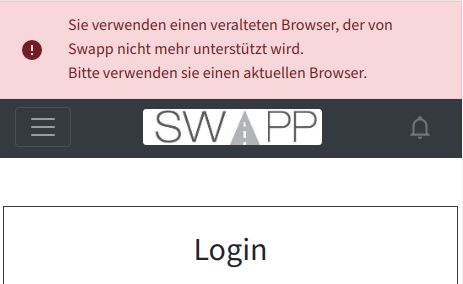 Sie verwenden einen veralteten Browser, der von
Swapp nicht mehr unterstützt wird.
Bitte verwenden sie einen aktuellen Browser.
SWAPP
Login